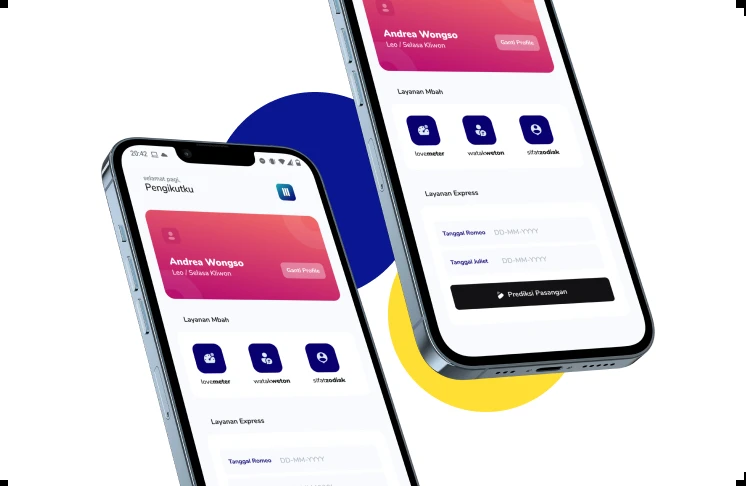 20:42
selamat pagi,
Pengikutku
Andrea Wongso
Leo / Selasa Kliwon
Ganti Profile
Layanan Mbah
lovemeter
watakweton
sifatzodiak
Layanan Express
Tanggal Romeo DD-MM-YYYY
Andrea Wongso
Leo / Selasa Kliwon
Ganti Profile
Layanan Mbah
lovemeter
watakweton
sifatzodiak
Layanan Express
Tanggal Romeo DD-MM-YYYY
Tanggal Juliet DD-MM-YYYY
Prediksi Pasangan